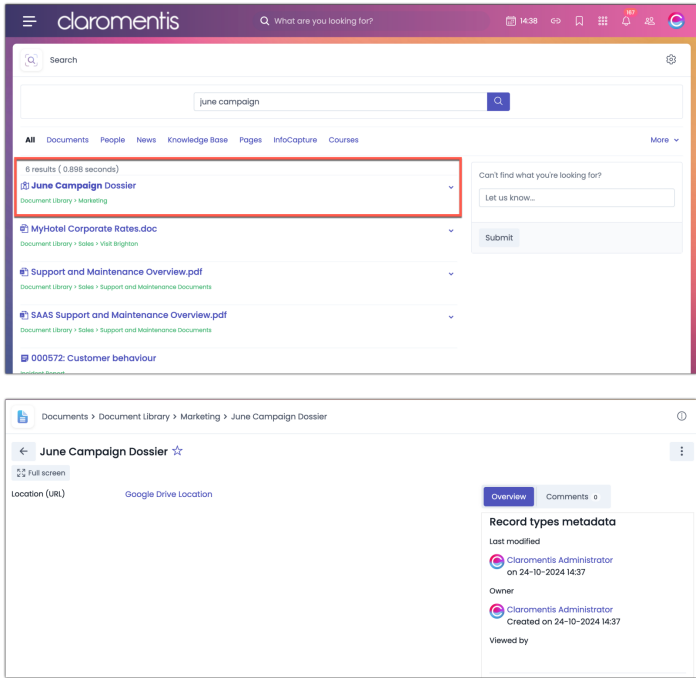 claromentis
What are you looking for?
14:38
187
Search
june campaign
All Documents People News Knowledge Base Pages InfoCapture Courses More
6 results ( 0.898 seconds)
June Campaign Dossier
Document Library > Marketing
MyHotel Corporate Rates.doc
Document Library > Sales > Visit Brighton
Support and Maintenance Overview.pdf
Document Library > Sales > Support and Maintenance Documents
SAAS Support and Maintenance Overview.pdf
Document Library > Sales > Support and Maintenance Documents
000572: Customer behaviour
Incident Report
Can't find what you're looking for?
Let us know...
Submit
Documents > Document Library > Marketing > June Campaign Dossier
June Campaign Dossier
Full screen
Location (URL) Google Drive Location
Overview Comments 0
Record types metadata
Last modified
Claromentis Administrator
on 24-10-2024 14:37
Owner
Claromentis Administrator
Created on 24-10-2024 14:37
Viewed by